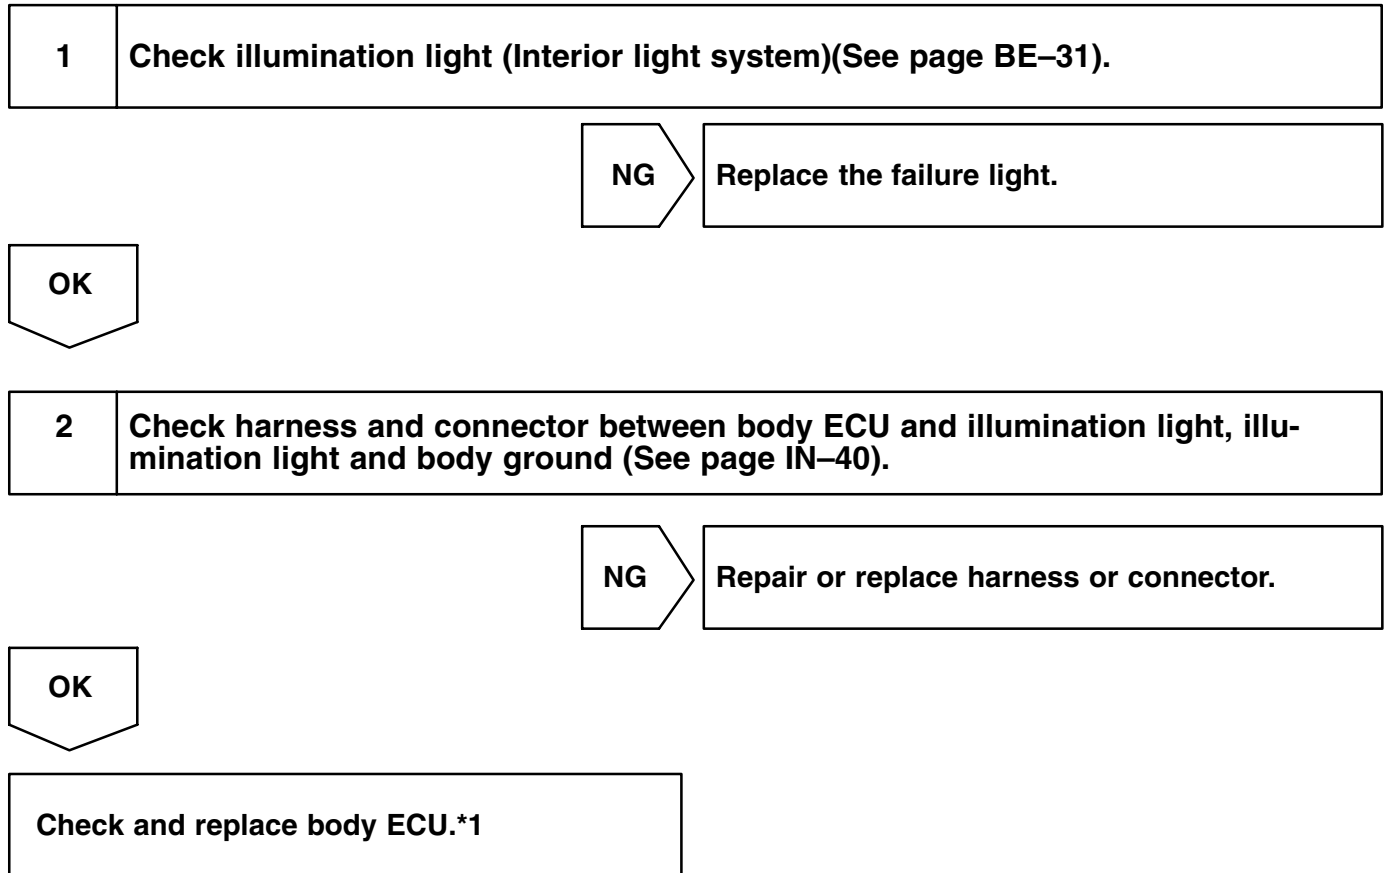 1
Check illumination light (Interior light system)(See page BE–31).
NG
Replace the failure light.
OK
2
Check harness and connector between body ECU and illumination light, illu-
mination light and body ground (See page IN–40).
NG
Repair or replace harness or connector.
OK
Check and replace body ECU.*1